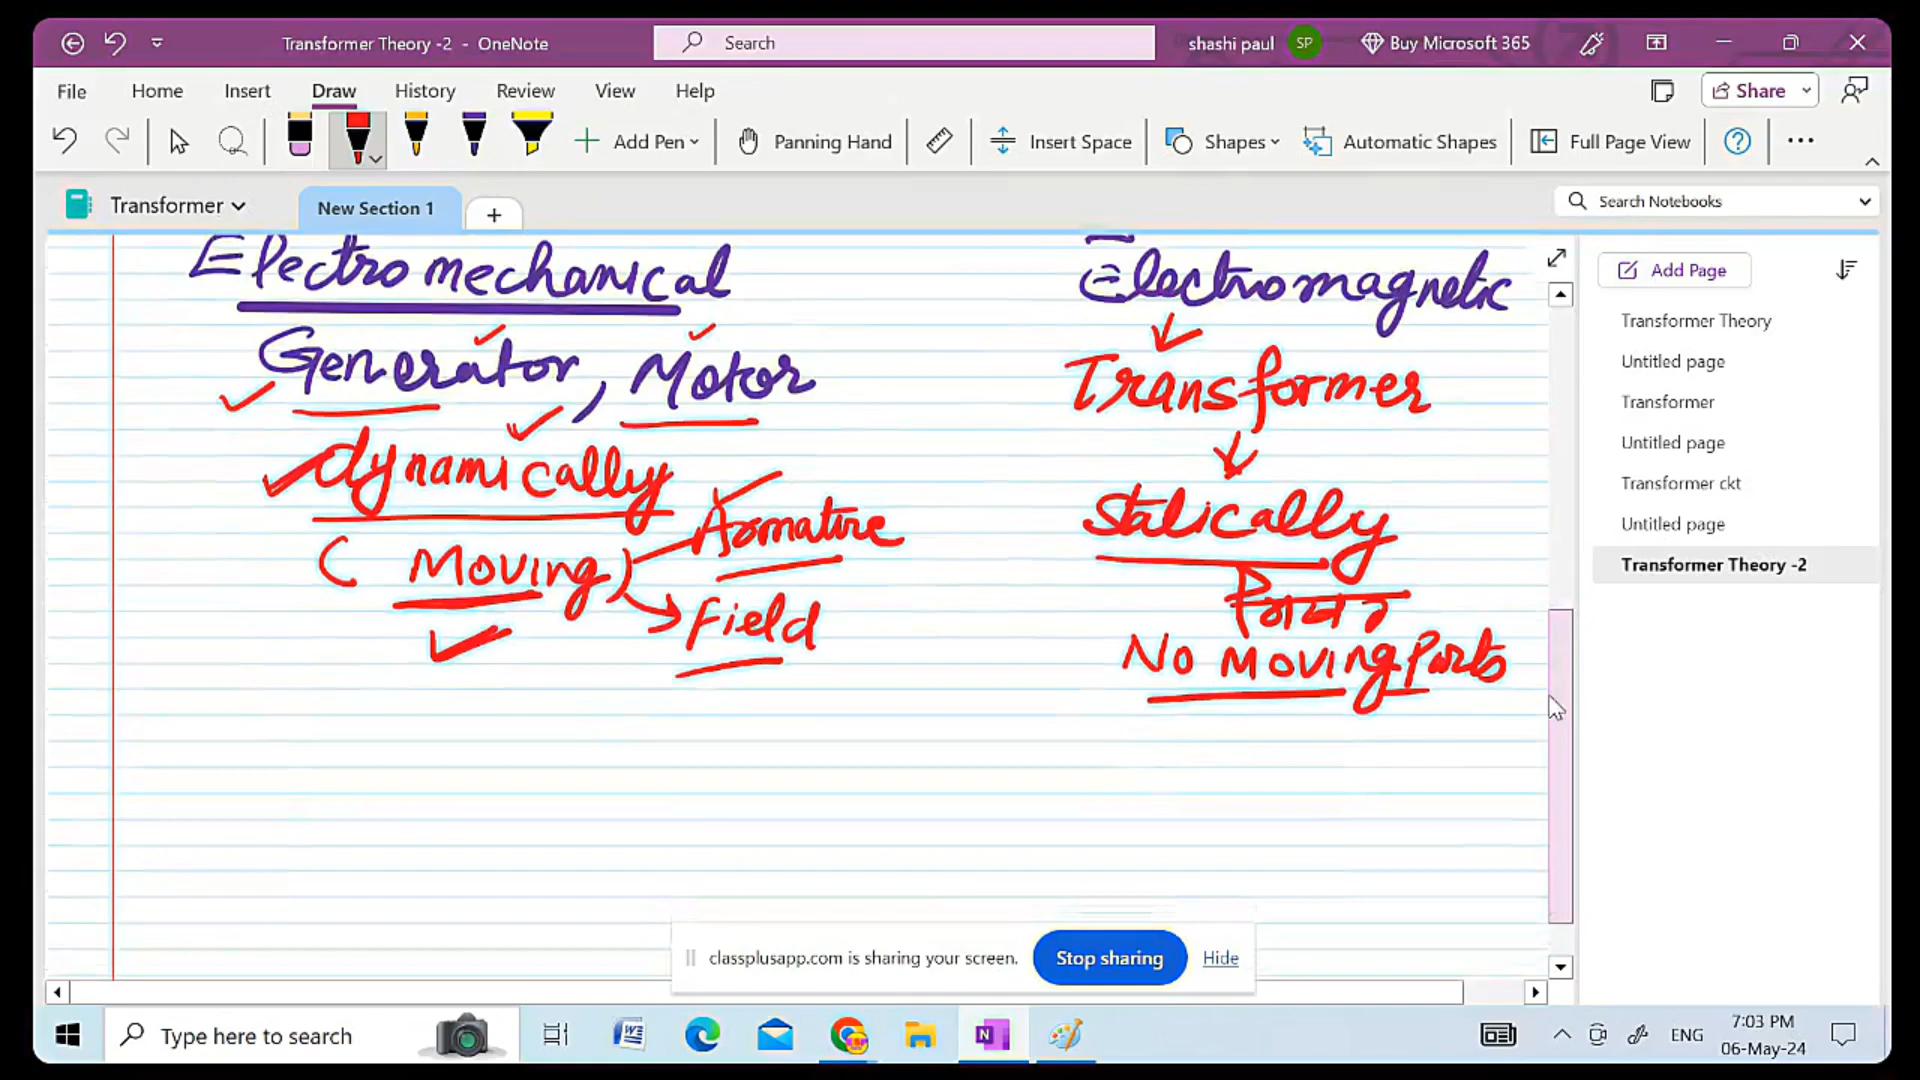 Transformer Theory -2 - OneNote
Search
shashi paul
SP
Buy Microsoft 365
File Home Insert Draw History Review View Help
Share
Add Pen
Panning Hand
Insert Space
Shapes
Automatic Shapes
Full Page View
Transformer
New Section 1
Search Notebooks
Electromechanical
Generator, Motor
dynamically
( Moving )
Armature
Field
Electromagnetic
Transformer
Statically
No Moving Parts
Add Page
Transformer Theory
Untitled page
Transformer
Untitled page
Transformer ckt
Untitled page
Transformer Theory -2
classplusapp.com is sharing your screen.
Stop sharing
Hide
Type here to search
ENG
7:03 PM
06-May-24